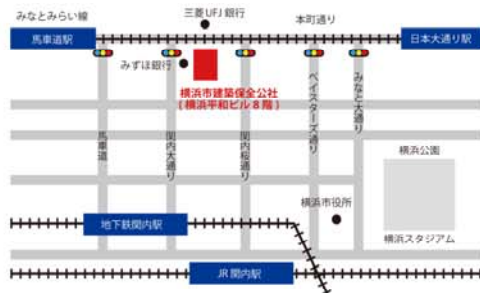 みなとみらい線
三菱UFJ銀行
本町通り
馬車道駅
日本大通り駅
みずほ銀行
横浜市建築保全公社
(横浜平和ビル8階)
馬車道
関内大通り
関内桜通り
ベイスターズ通り
みなと大通り
横浜公園
横浜市役所
地下鉄関内駅
横浜スタジアム
JR関内駅